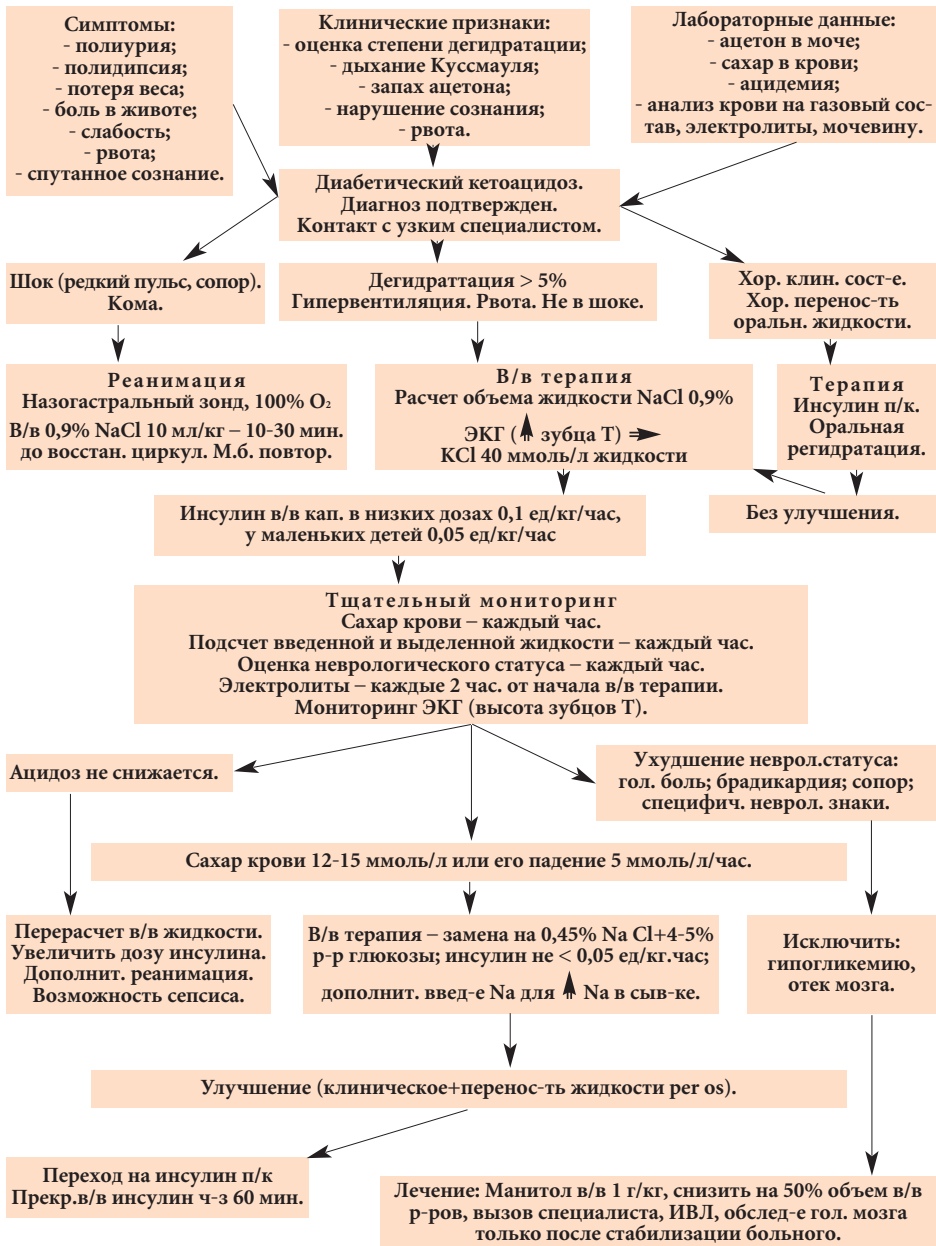 Симптомы:
- полиурия;
- полидипсия;
- потеря веса;
- боль в животе;
- слабость;
- рвота;
- спутанное сознание.
Клинические признаки:
- оценка степени дегидратации;
- дыхание Куссмауля;
- запах ацетона;
- нарушение сознания;
- рвота.
Лабораторные данные:
- ацетон в моче;
- сахар в крови;
- ацидемия;
- анализ крови на газовый сос-
тав, электролиты, мочевину.
Диабетический кетоацидоз.
Диагноз подтвержден.
Контакт с узким специалистом.
Шок (редкий пульс, сопор).
Кома.
Дегидраттация > 5%
Гипервентиляция. Рвота. Не в шоке.
Хор. клин. сост-е.
Хор. перенос-ть
оральн. жидкости.
Реанимация
Назогастральный зонд, 100% O₂
В/в 0,9% NaCl 10 мл/кг – 10-30 мин.
до восстан. циркул. М.б. повтор.
В/в терапия
Расчет объема жидкости NaCl 0,9%
ЭКГ ( зубца Т)
KCl 40 ммоль/л жидкости
Терапия
Инсулин п/к.
Оральная
регидратация.
Без улучшения.
Инсулин в/в кап. в низких дозах 0,1 ед/кг/час,
у маленьких детей 0,05 ед/кг/час
Тщательный мониторинг
Сахар крови – каждый час.
Подсчет введенной и выделенной жидкости – каждый час.
Оценка неврологического статуса – каждый час.
Электролиты – каждые 2 час. от начала в/в терапии.
Мониторинг ЭКГ (высота зубцов Т).
Ацидоз не снижается.
Ухудшение неврол.статуса:
гол. боль; брадикардия; сопор;
специфич. неврол. знаки.
Сахар крови 12-15 ммоль/л или его падение 5 ммоль/л/час.
Перерасчет в/в жидкости.
Увеличить дозу инсулина.
Дополнит. реанимация.
Возможность сепсиса.
В/в терапия – замена на 0,45% Na Cl+4-5%
р-р глюкозы; инсулин не < 0,05 ед/кг.час;
дополнит. введ-е Na для Na в сыв-ке.
Исключить:
гипогликемию,
отек мозга.
Улучшение (клиническое+перенос-ть жидкости per os).
Переход на инсулин п/к
Прекр.в/в инсулин ч-з 60 мин.
Лечение: Манитол в/в 1 г/кг, снизить на 50% объем в/в
р-ров, вызов специалиста, ИВЛ, обслед-е гол. мозга
только после стабилизации больного.